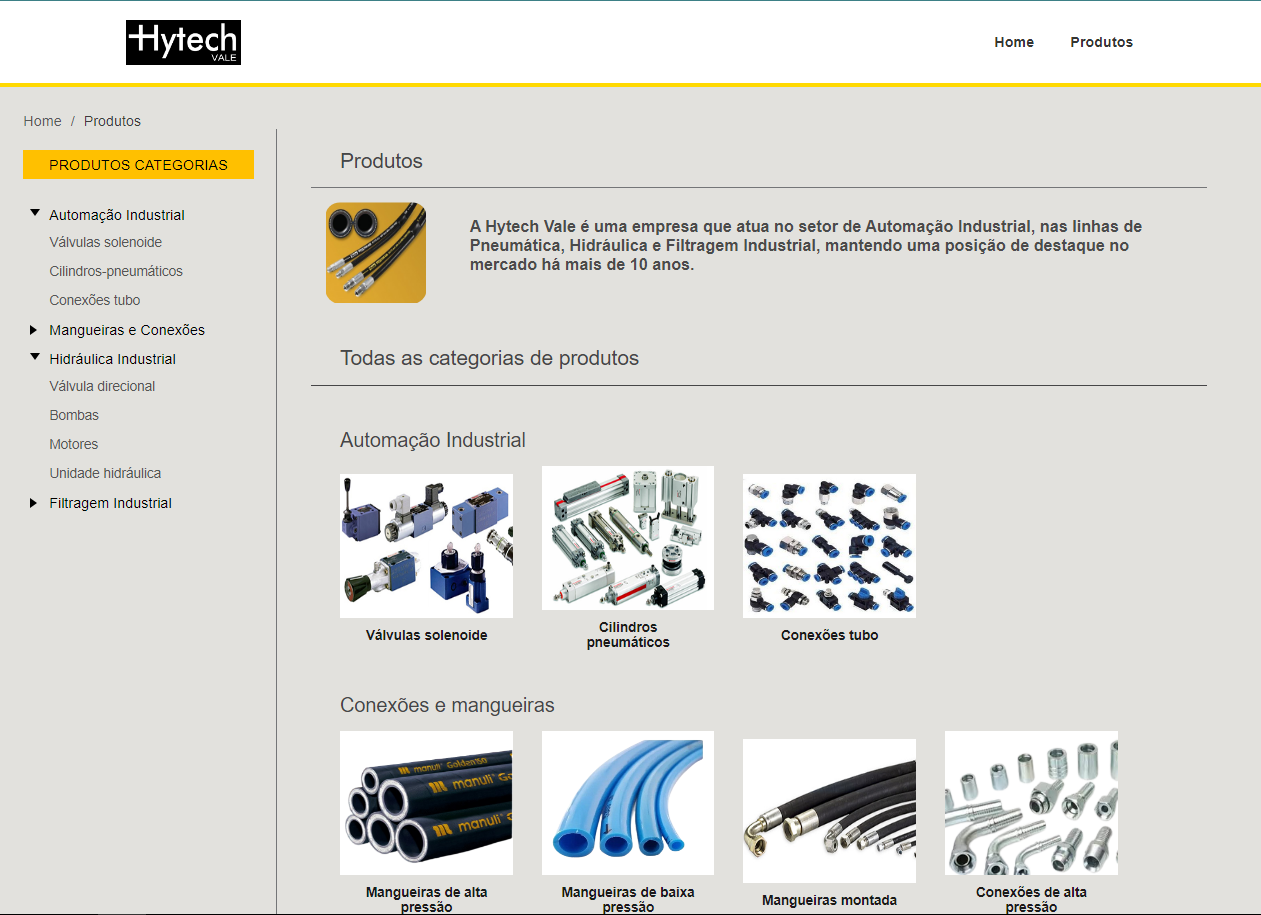 Hytech
VALE
Home
Produtos
Home / Produtos
PRODUTOS CATEGORIAS
Automação Industrial
Válvulas solenoide
Cilindros-pneumáticos
Conexões tubo
Mangueiras e Conexões
Hidráulica Industrial
Válvula direcional
Bombas
Motores
Unidade hidráulica
Filtragem Industrial
Produtos
A Hytech Vale é uma empresa que atua no setor de Automação Industrial, nas linhas de
Pneumática, Hidráulica e Filtragem Industrial, mantendo uma posição de destaque no
mercado há mais de 10 anos.
Todas as categorias de produtos
Automação Industrial
Válvulas solenoide
Cilindros
pneumáticos
Conexões tubo
Conexões e mangueiras
manuli Golden
manuli
manuli
Mangueiras de alta
pressão
Mangueiras de baixa
pressão
Mangueiras montada
Conexões de alta
pressão